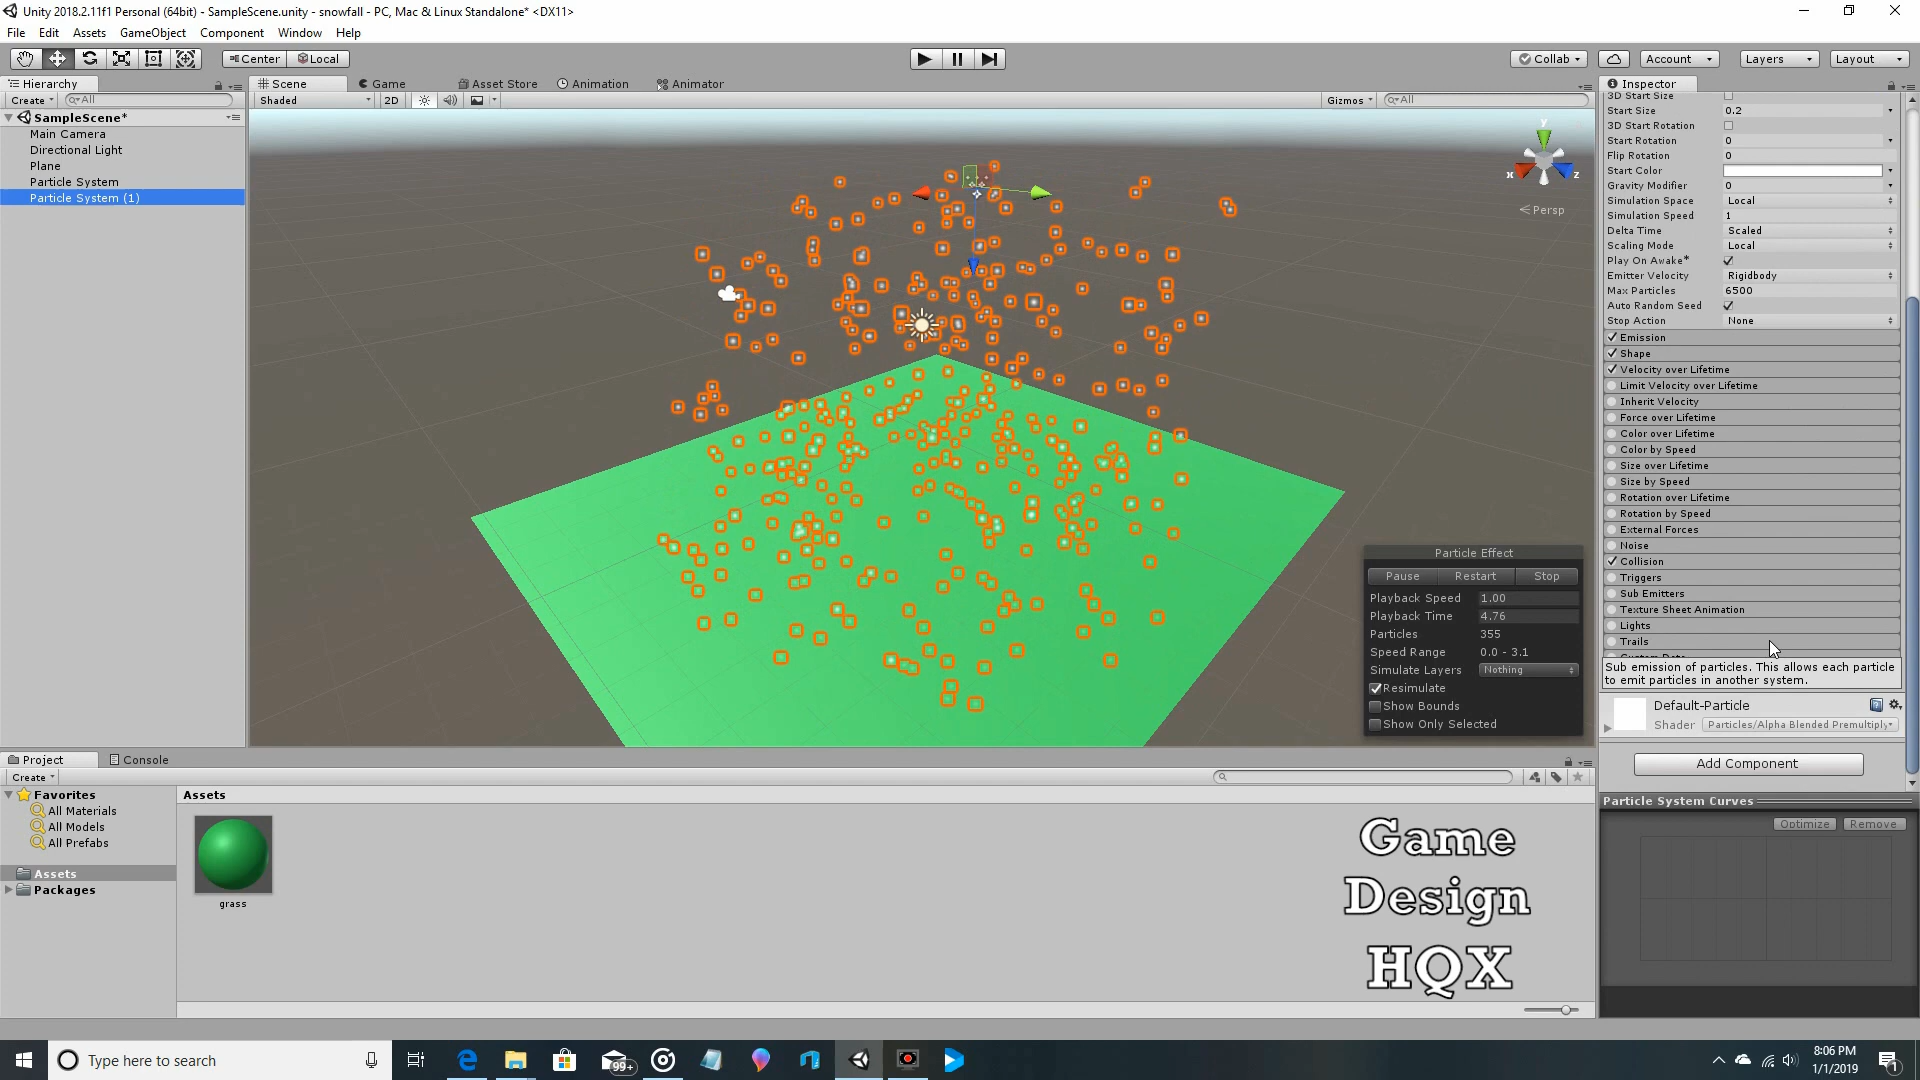 Unity 2018.2.11f1 Personal (64bit) - SampleScene.unity - snowfall - PC, Mac & Linux Standalone* <DX11>
File Edit Assets GameObject Component Window Help
Center Local Collab Account Layers Layout
Hierarchy
Create All
SampleScene*
Main Camera
Directional Light
Plane
Particle System
Particle System (1)
Scene Game Asset Store Animation Animator
Shaded 2D Gizmos All
y
x z
Persp
Particle Effect
Pause Restart Stop
Playback Speed 1.00
Playback Time 4.76
Particles 355
Speed Range 0.0 - 3.1
Simulate Layers Nothing
Resimulate
Show Bounds
Show Only Selected
Inspector
3D Start Size
Start Size 0.2
3D Start Rotation
Start Rotation 0
Flip Rotation 0
Start Color
Gravity Modifier 0
Simulation Space Local
Simulation Speed 1
Delta Time Scaled
Scaling Mode Local
Play On Awake*
Emitter Velocity Rigidbody
Max Particles 6500
Auto Random Seed
Stop Action None
Emission
Shape
Velocity over Lifetime
Limit Velocity over Lifetime
Inherit Velocity
Force over Lifetime
Color over Lifetime
Color by Speed
Size over Lifetime
Size by Speed
Rotation over Lifetime
Rotation by Speed
External Forces
Noise
Collision
Triggers
Sub Emitters
Texture Sheet Animation
Lights
Trails
Sub emission of particles. This allows each particle
to emit particles in another system.
Default-Particle
Shader Particles/Alpha Blended Premultiply
Add Component
Particle System Curves
Optimize Remove
Project Console
Create
Favorites
All Materials
All Models
All Prefabs
Assets
Packages
Assets
grass
Game
Design
HQX
Type here to search
99+
8:06 PM
1/1/2019
1